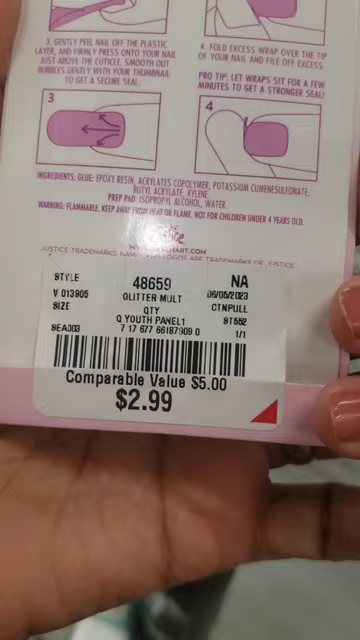 3. GENTLY PEEL NAIL OFF THE PLASTIC
LAYER, AND FIRMLY PRESS ONTO YOUR NAIL
JUST ABOVE THE CUTICLE. SMOOTH OUT
BUBBLES GENTLY WITH YOUR THUMBNAIL
TO GET A SECURE SEAL.
4. FOLD EXCESS WRAP OVER THE TIP
OF YOUR NAIL AND FILE OFF EXCESS.
PRO TIP: LET WRAPS SIT FOR A FEW
MINUTES TO GET A STRONGER SEAL!
3
4
INGREDIENTS: GLUE: EPOXY RESIN, ACRYLATES COPOLYMER, POTASSIUM CUMENESULFONATE,
BUTYL ACRYLATE, XYLENE.
PREP PAD: ISOPROPYL ALCOHOL, WATER.
WARNING: FLAMMABLE. KEEP AWAY FROM HEAT OR FLAME. NOT FOR CHILDREN UNDER 4 YEARS OLD.
JUSTICE TRADEMARKS, LOGOS ARE TRADEMARKS OF JUSTICE
STYLE 48659 NA
V 013905 GLITTER MULT 06/05/2023
SIZE QTY CTNPULL
Q YOUTH PANEL1 ST552
SEA003 7 17 677 66187909 0 1/1
Comparable Value $5.00
$2.99